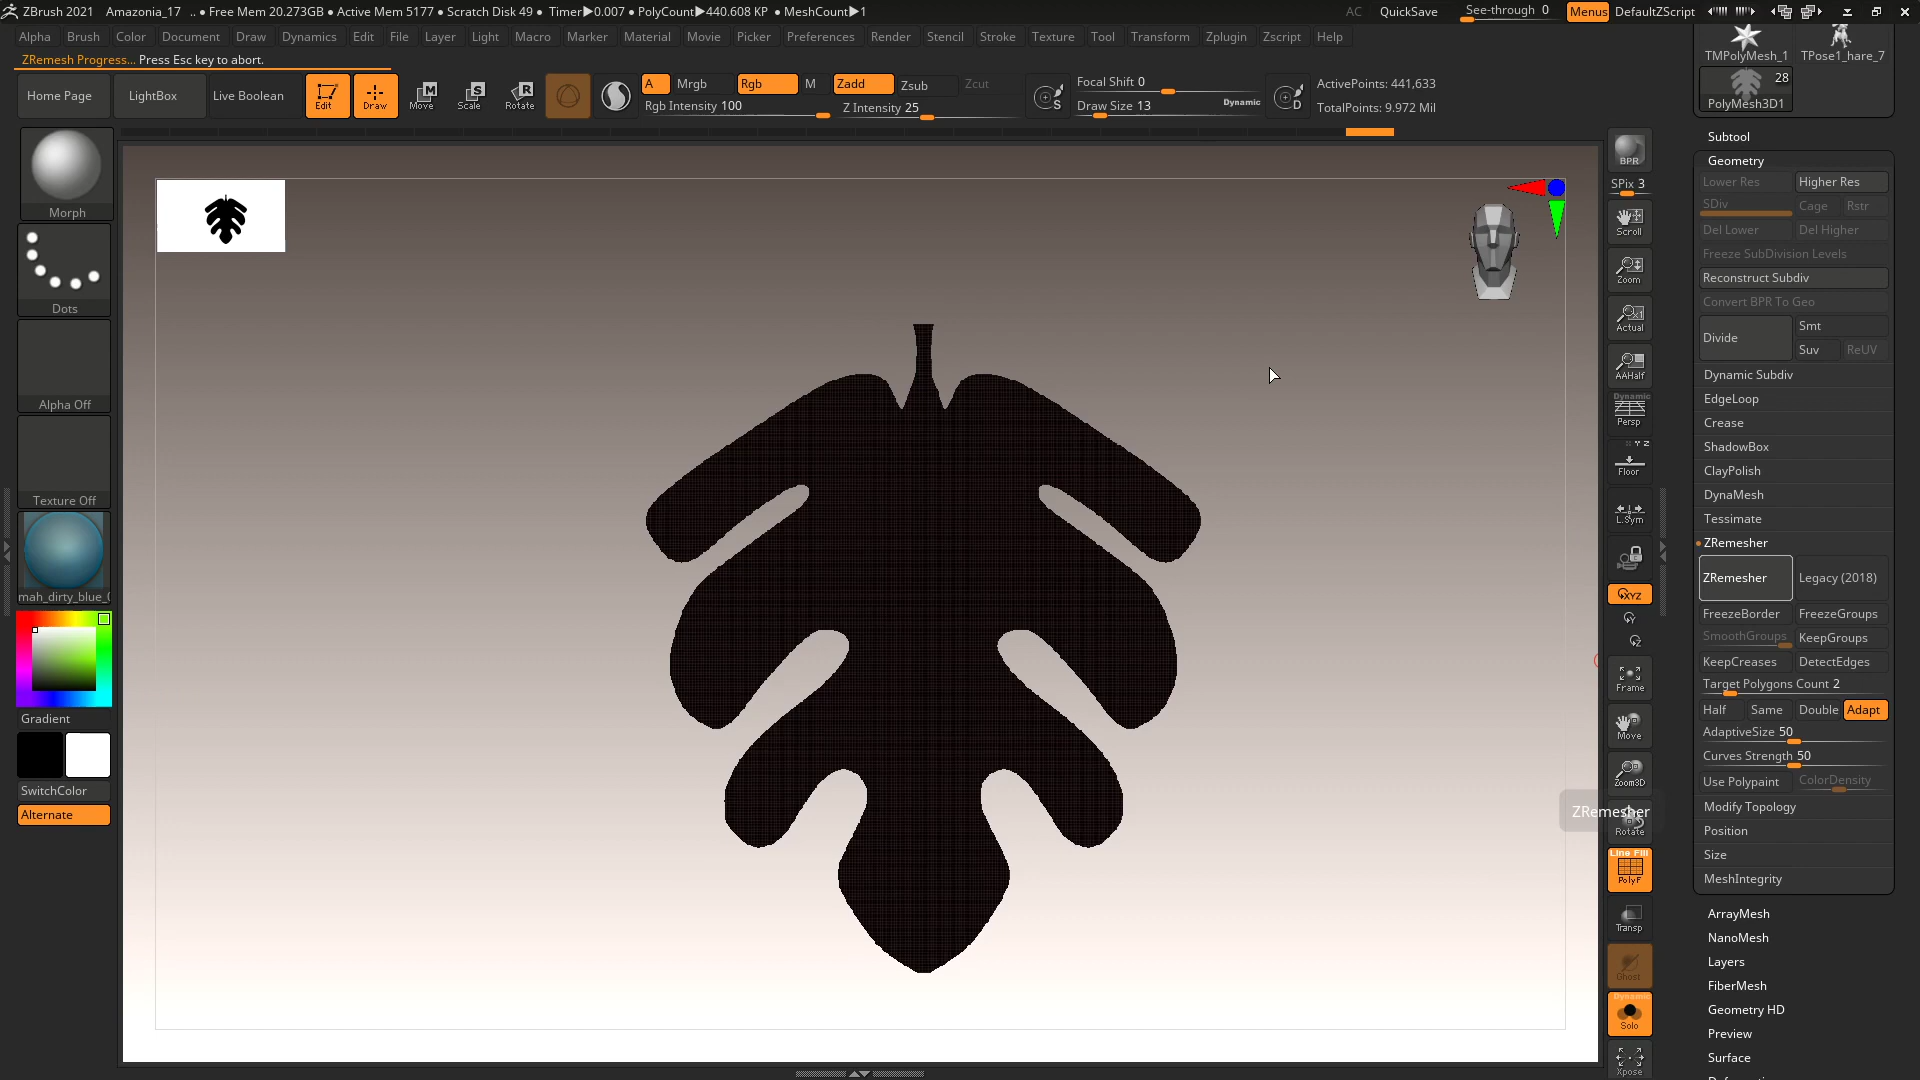 ZBrush 2021 Amazonia_17 .. ● Free Mem 20.273GB ● Active Mem 5177 ● Scratch Disk 49 ● Timer▶0.007 ● PolyCount▶440.608 KP ● MeshCount▶1 AC QuickSave See-through 0 Menus DefaultZScript
Alpha Brush Color Document Draw Dynamics Edit File Layer Light Macro Marker Material Movie Picker Preferences Render Stencil Stroke Texture Tool Transform Zplugin Zscript Help
ZRemesh Progress... Press Esc key to abort.
Home Page LightBox Live Boolean Edit Draw Move Scale Rotate
A Mrgb Rgb M Zadd Zsub Zcut
Rgb Intensity 100 Z Intensity 25
Focal Shift 0
Draw Size 13 Dynamic
ActivePoints: 441,633
TotalPoints: 9.972 Mil
Morph
Dots
Alpha Off
Texture Off
Gradient
SwitchColor
Alternate
BPR
SPix 3
Scroll
Zoom
Actual
AAHalf
Dynamic
Persp
Floor
L.Sym
XYZ
Frame
Move
Zoom3D
Rotate
ZRemesher
Line Fill
PolyF
Transp
Ghost
Dynamic
Solo
Xpose
TMPolyMesh_1 TPose1_hare_7
28
PolyMesh3D1
Subtool
Geometry
Lower Res Higher Res
SDiv Cage Rstr
Del Lower Del Higher
Freeze SubDivision Levels
Reconstruct Subdiv
Convert BPR To Geo
Divide Smt
Suv ReUV
Dynamic Subdiv
EdgeLoop
Crease
ShadowBox
ClayPolish
DynaMesh
Tessimate
ZRemesher
ZRemesher Legacy (2018)
FreezeBorder FreezeGroups
SmoothGroups KeepGroups
KeepCreases DetectEdges
Target Polygons Count 2
Half Same Double Adapt
AdaptiveSize 50
Curves Strength 50
Use Polypaint ColorDensity
Modify Topology
Position
Size
MeshIntegrity
ArrayMesh
NanoMesh
Layers
FiberMesh
Geometry HD
Preview
Surface